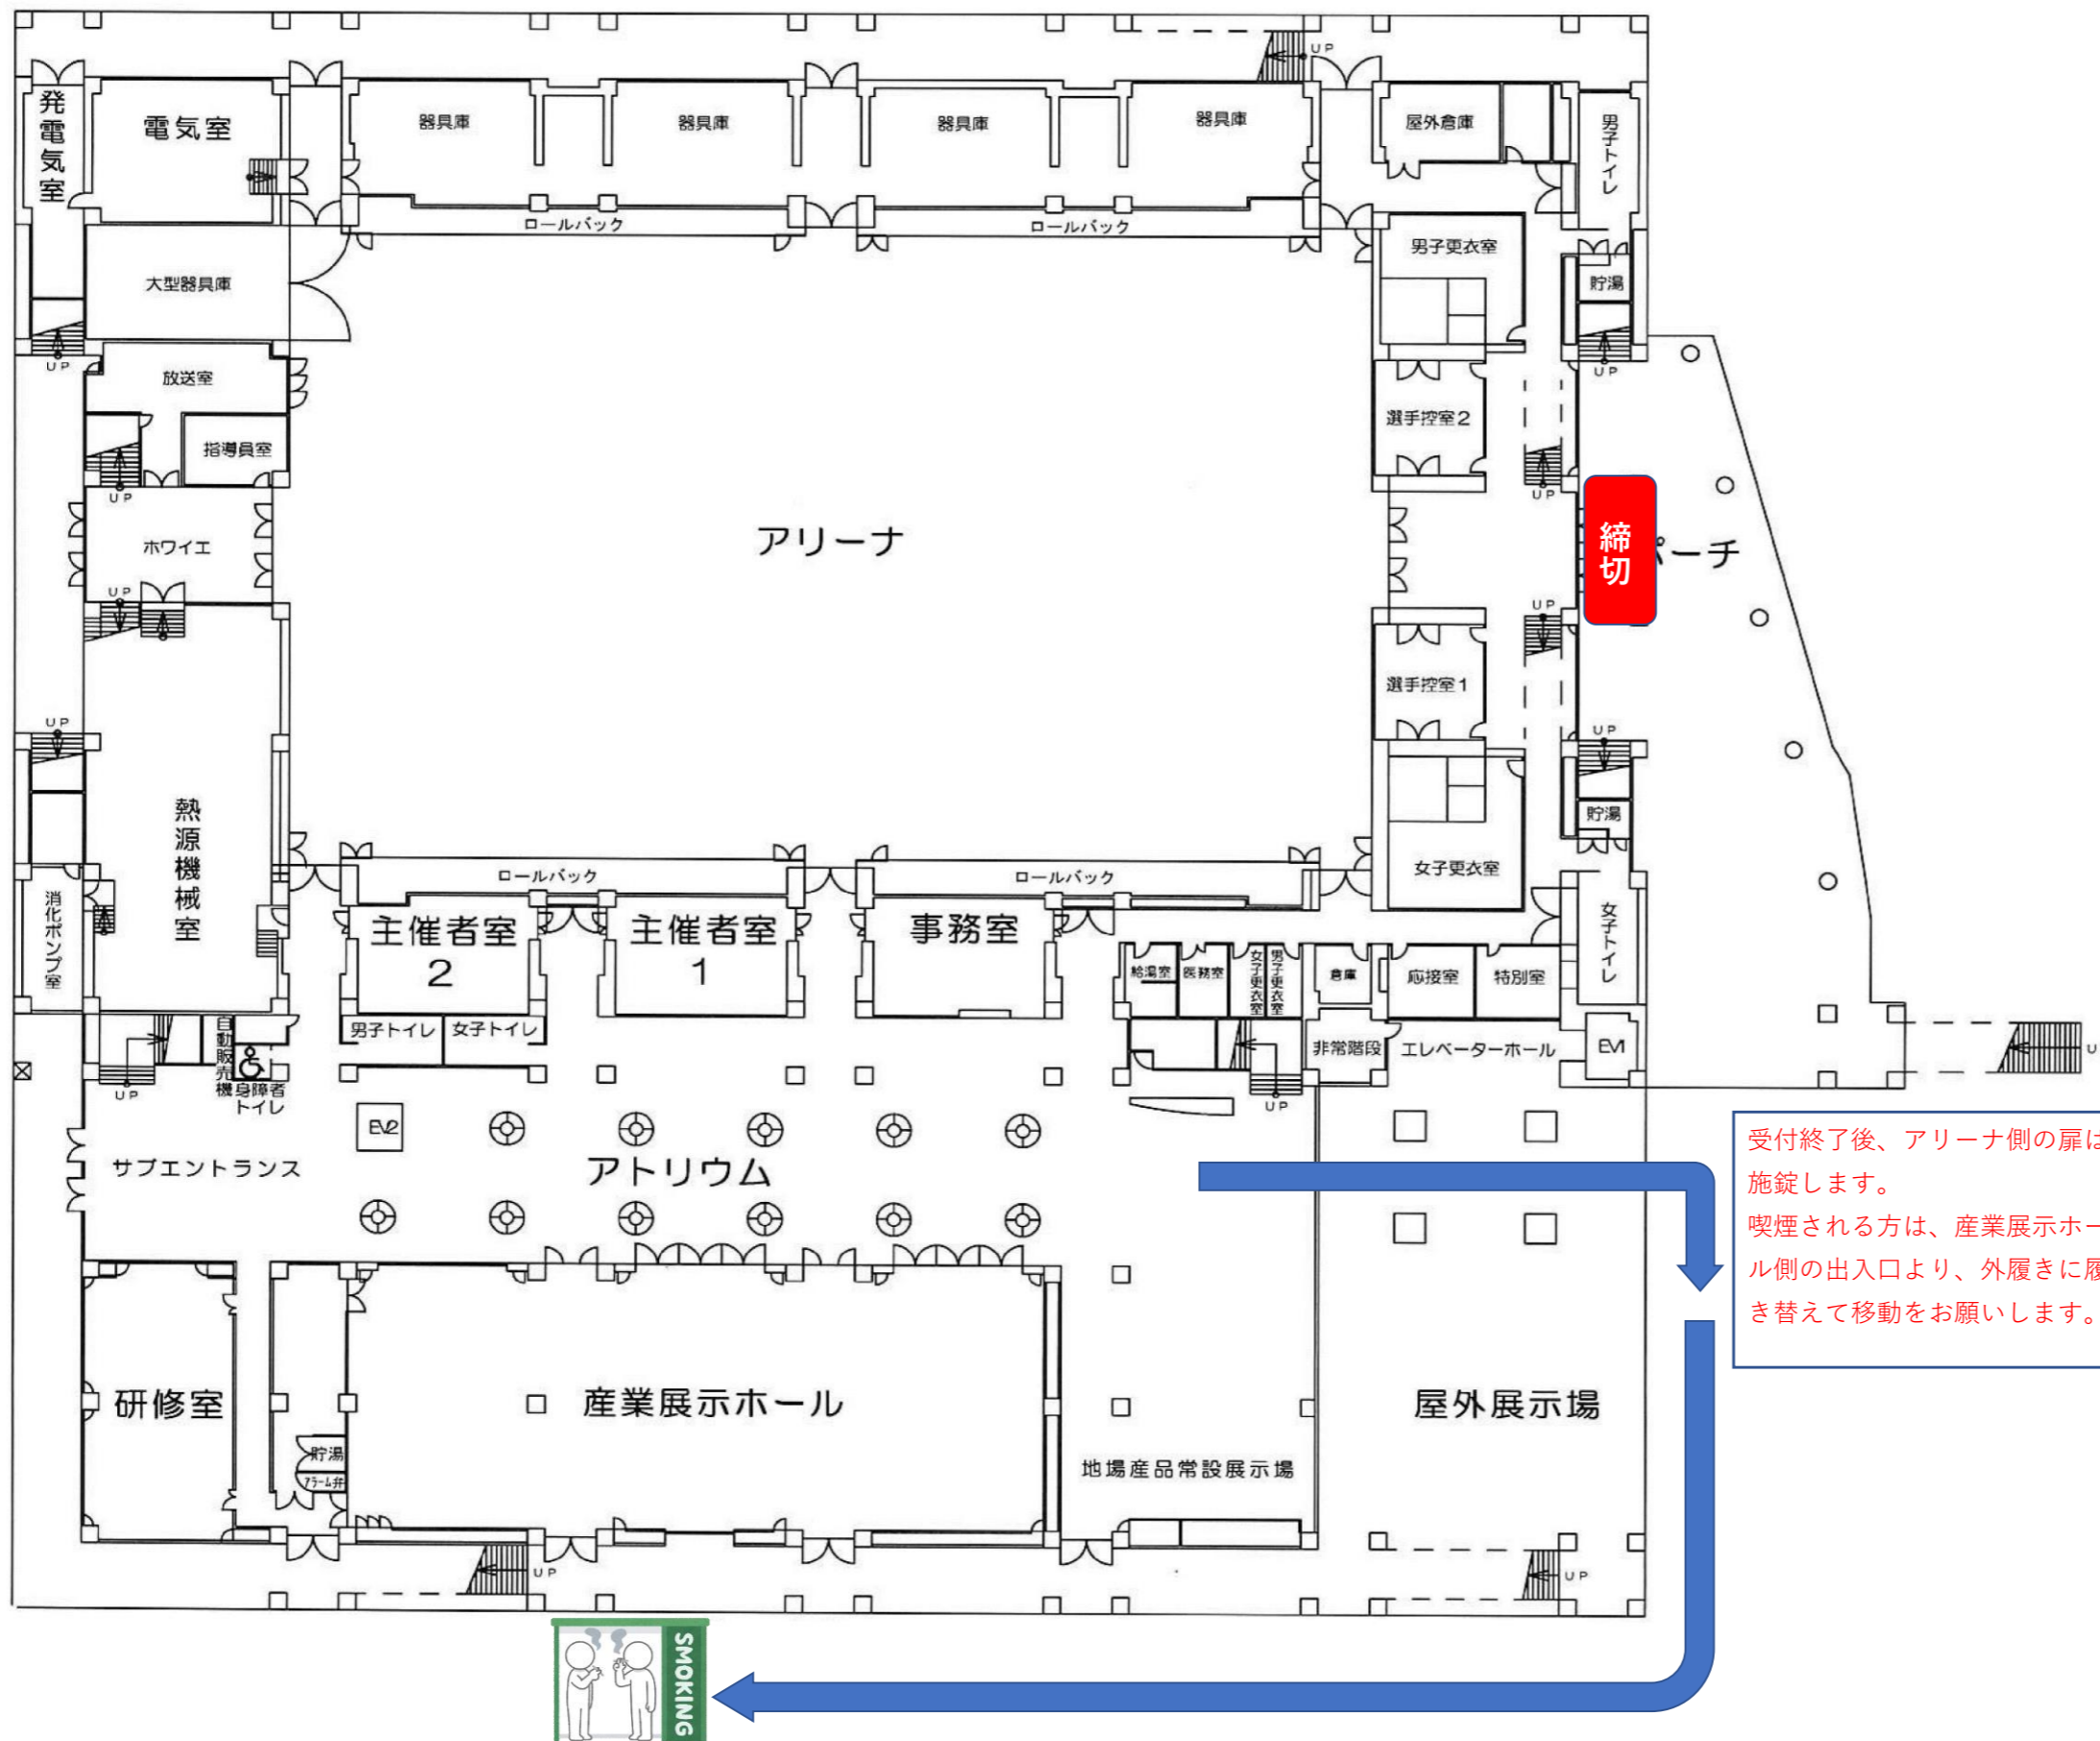 UP
発電気室
電気室
器具庫
器具庫
器具庫
器具庫
屋外倉庫
男子トイレ
ロールバック
ロールバック
男子更衣室
大型器具庫
貯湯
UP
UP
放送室
選手控室2
指導員室
UP
UP
締切
アリーナ
ホワイエ
パーチ
UP
UP
選手控室1
UP
UP
貯湯
熱源機械室
ロールバック
ロールバック
女子更衣室
消化ポンプ室
主催者室
2
主催者室
1
事務室
女子トイレ
給湯室
医務室
女子更衣室
男子更衣室
倉庫
応接室
特別室
自動販売機
男子トイレ
女子トイレ
非常階段
エレベーターホール
EV1
U
UP
身障者
トイレ
UP
EV2
サブエントランス
アトリウム
受付終了後、アリーナ側の扉は
施錠します。
喫煙される方は、産業展示ホー
ル側の出入口より、外履きに履
き替えて移動をお願いします。
研修室
産業展示ホール
屋外展示場
貯湯
アラーム弁
地場産品常設展示場
UP
UP
SMOKING